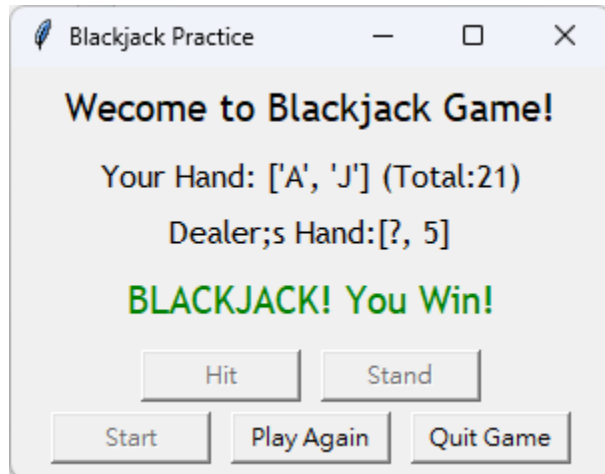 Blackjack Practice
Wecome to Blackjack Game!
Your Hand: ['A', 'J'] (Total:21)
Dealer;s Hand:[?, 5]
BLACKJACK! You Win!
Hit Stand
Start Play Again Quit Game